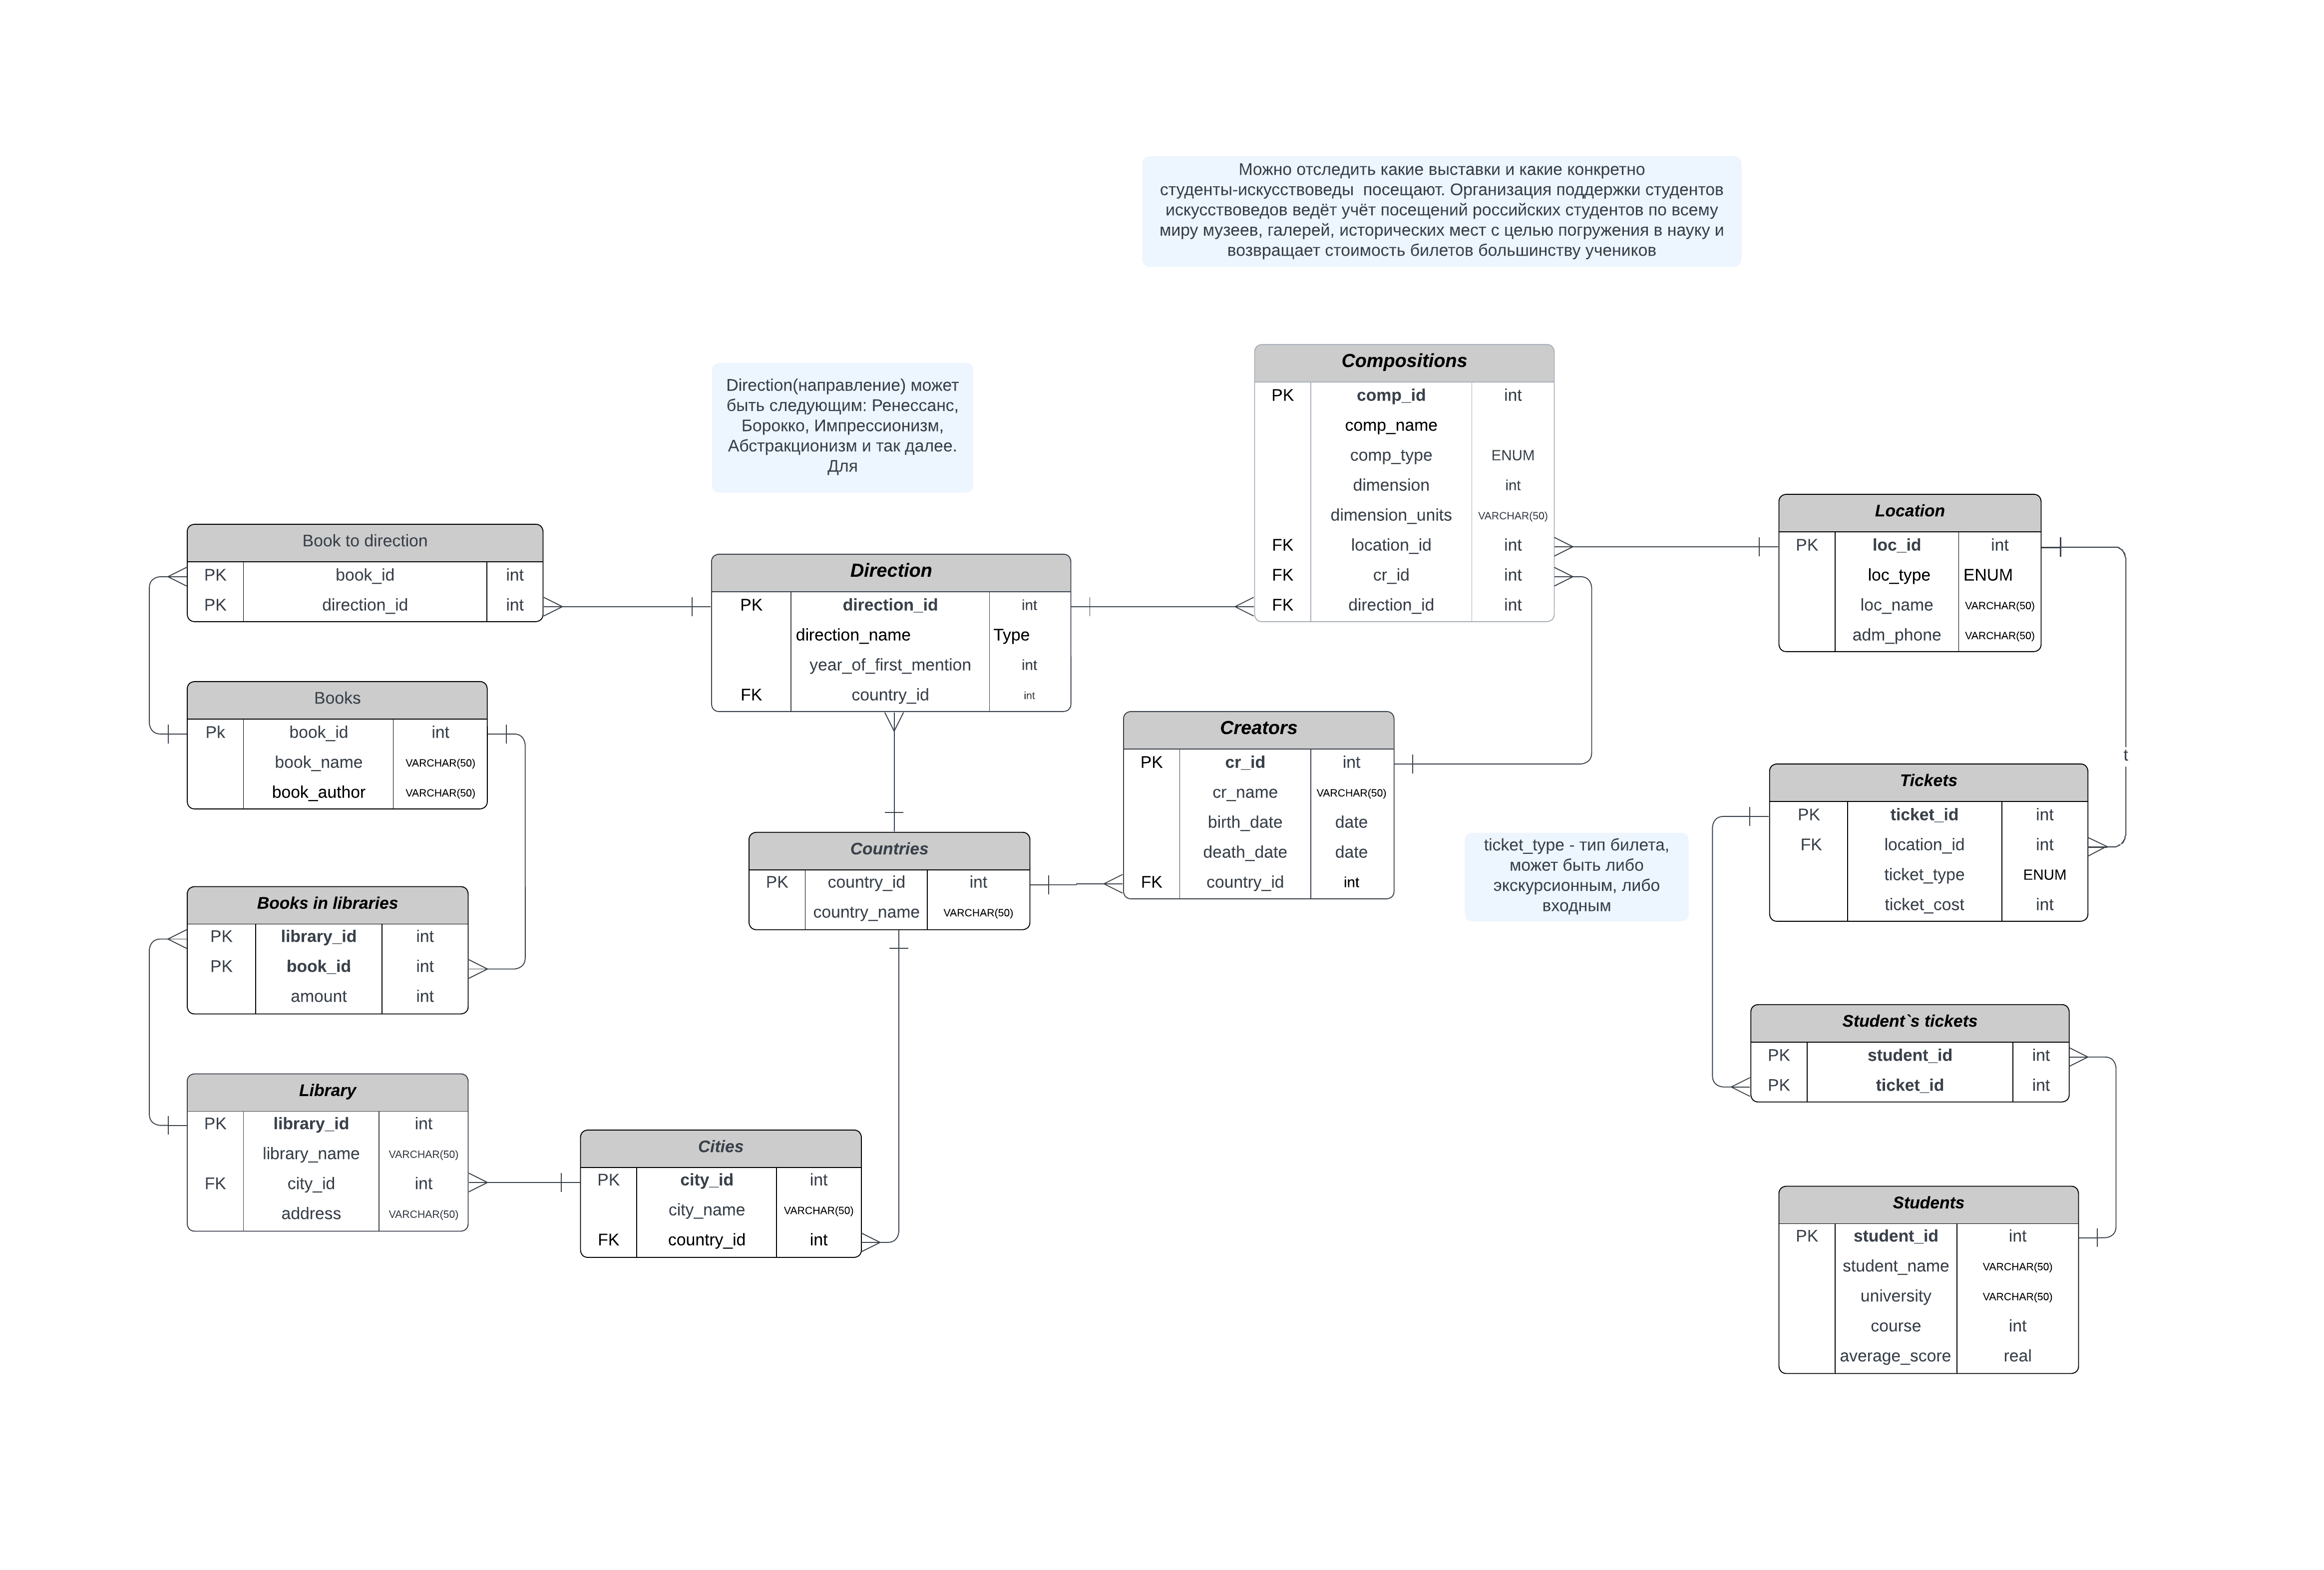 Можно отследить какие выставки и какие конкретно
студенты-искусствоведы  посещают. Организация поддержки студентов
искусствоведов ведёт учёт посещений российских студентов по всему
миру музеев, галерей, исторических мест с целью погружения в науку и
возвращает стоимость билетов большинству учеников
Direction(направление) может
быть следующим: Ренессанс,
Борокко, Импрессионизм,
Абстракционизм и так далее.
Для
Compositions
PK comp_id int
comp_name
comp_type ENUM
dimension int
dimension_units VARCHAR(50)
FK location_id int
FK cr_id int
FK direction_id int
Location
PK loc_id int
loc_type ENUM
loc_name VARCHAR(50)
adm_phone VARCHAR(50)
Book to direction
PK book_id int
PK direction_id int
Direction
PK direction_id int
direction_name Type
year_of_first_mention int
FK country_id int
Books
Pk book_id int
book_name VARCHAR(50)
book_author VARCHAR(50)
Creators
PK cr_id int
cr_name VARCHAR(50)
birth_date date
death_date date
FK country_id int
t
Tickets
PK ticket_id int
FK location_id int
ticket_type ENUM
ticket_cost int
ticket_type - тип билета,
может быть либо
экскурсионным, либо
входным
Countries
PK country_id int
country_name VARCHAR(50)
Books in libraries
PK library_id int
PK book_id int
amount int
Student`s tickets
PK student_id int
PK ticket_id int
Library
PK library_id int
library_name VARCHAR(50)
FK city_id int
address VARCHAR(50)
Cities
PK city_id int
city_name VARCHAR(50)
FK country_id int
Students
PK student_id int
student_name VARCHAR(50)
university VARCHAR(50)
course int
average_score real